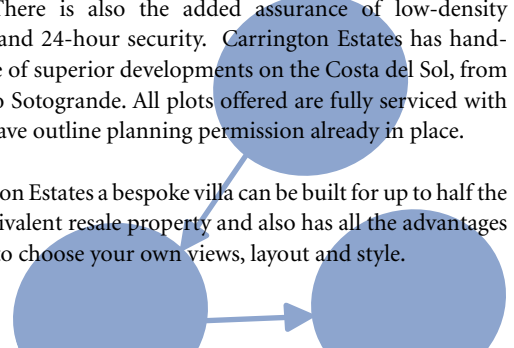 There is also the added assurance of low-density
and 24-hour security. Carrington Estates has hand-
of superior developments on the Costa del Sol, from
Sotogrande. All plots offered are fully serviced with
outline planning permission already in place.
Estates a bespoke villa can be built for up to half the
resale property and also has all the advantages
to choose your own views, layout and style.